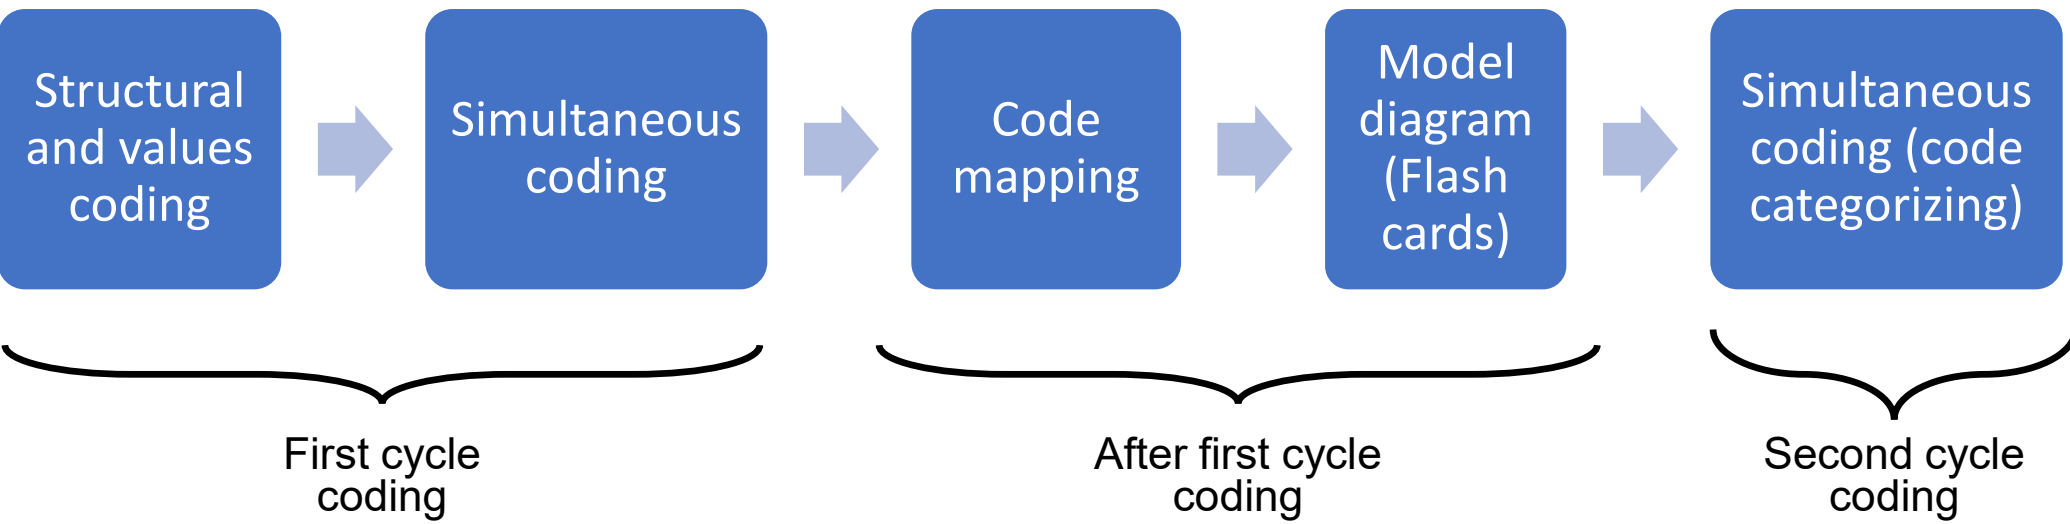 Structural
and values
coding
Simultaneous
coding
Code
mapping
Model
diagram
(Flash
cards)
Simultaneous
coding (code
categorizing)
First cycle
coding
After first cycle
coding
Second cycle
coding